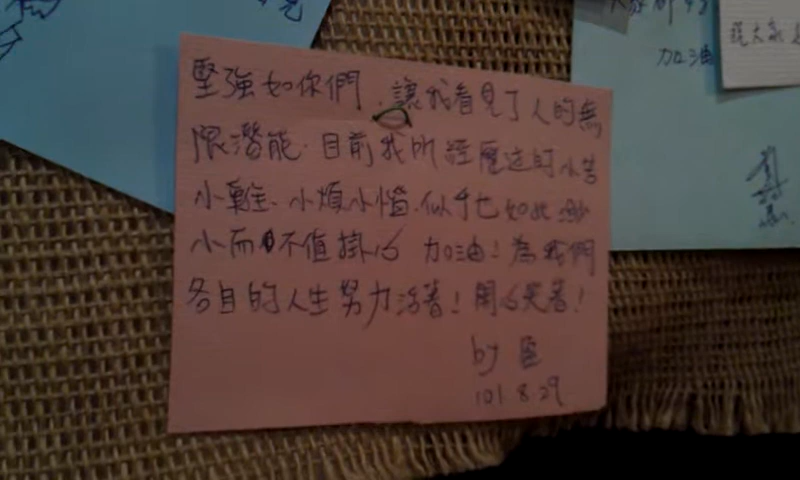 堅強如你們，讓我看見了人的無
限潛能．目前我所經歷這的小苦
小難、小煩小惱．似乎也如此渺
小而不值掛心 加油！為我們
各自的人生努力活著！開心笑著！
by
101.8.29
加油